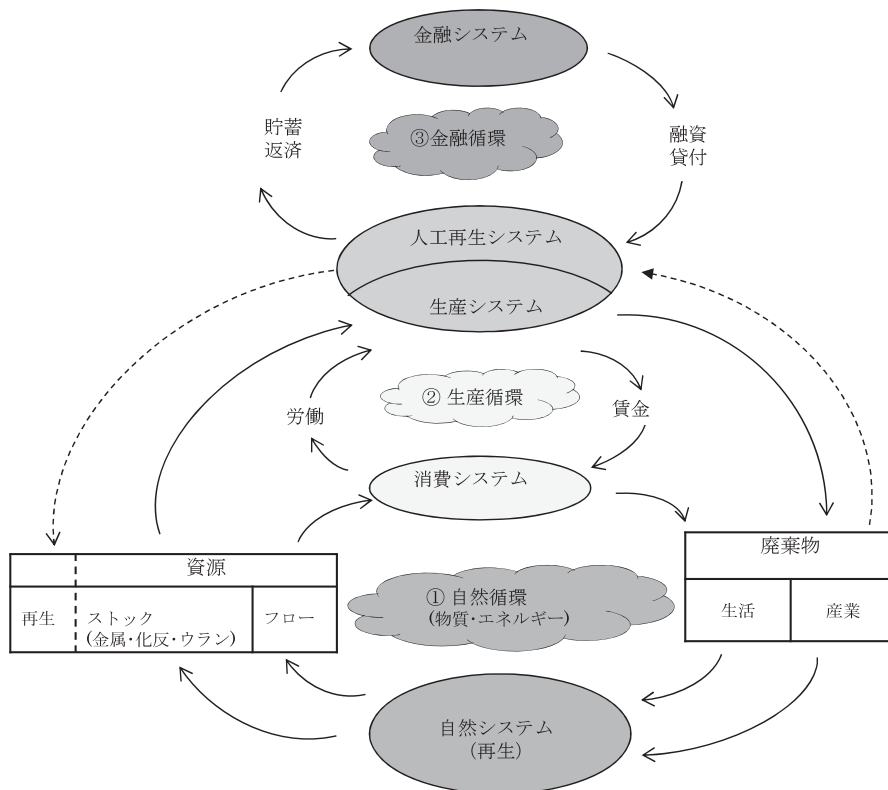 金融システム
③金融循環
貯蓄
返済
融資
貸付
人工再生システム
生産システム
② 生産循環
労働
賃金
消費システム
資源
再生
ストック
(金属・化反・ウラン)
フロー
① 自然循環
(物質・エネルギー)
廃棄物
生活
産業
自然システム
(再生)